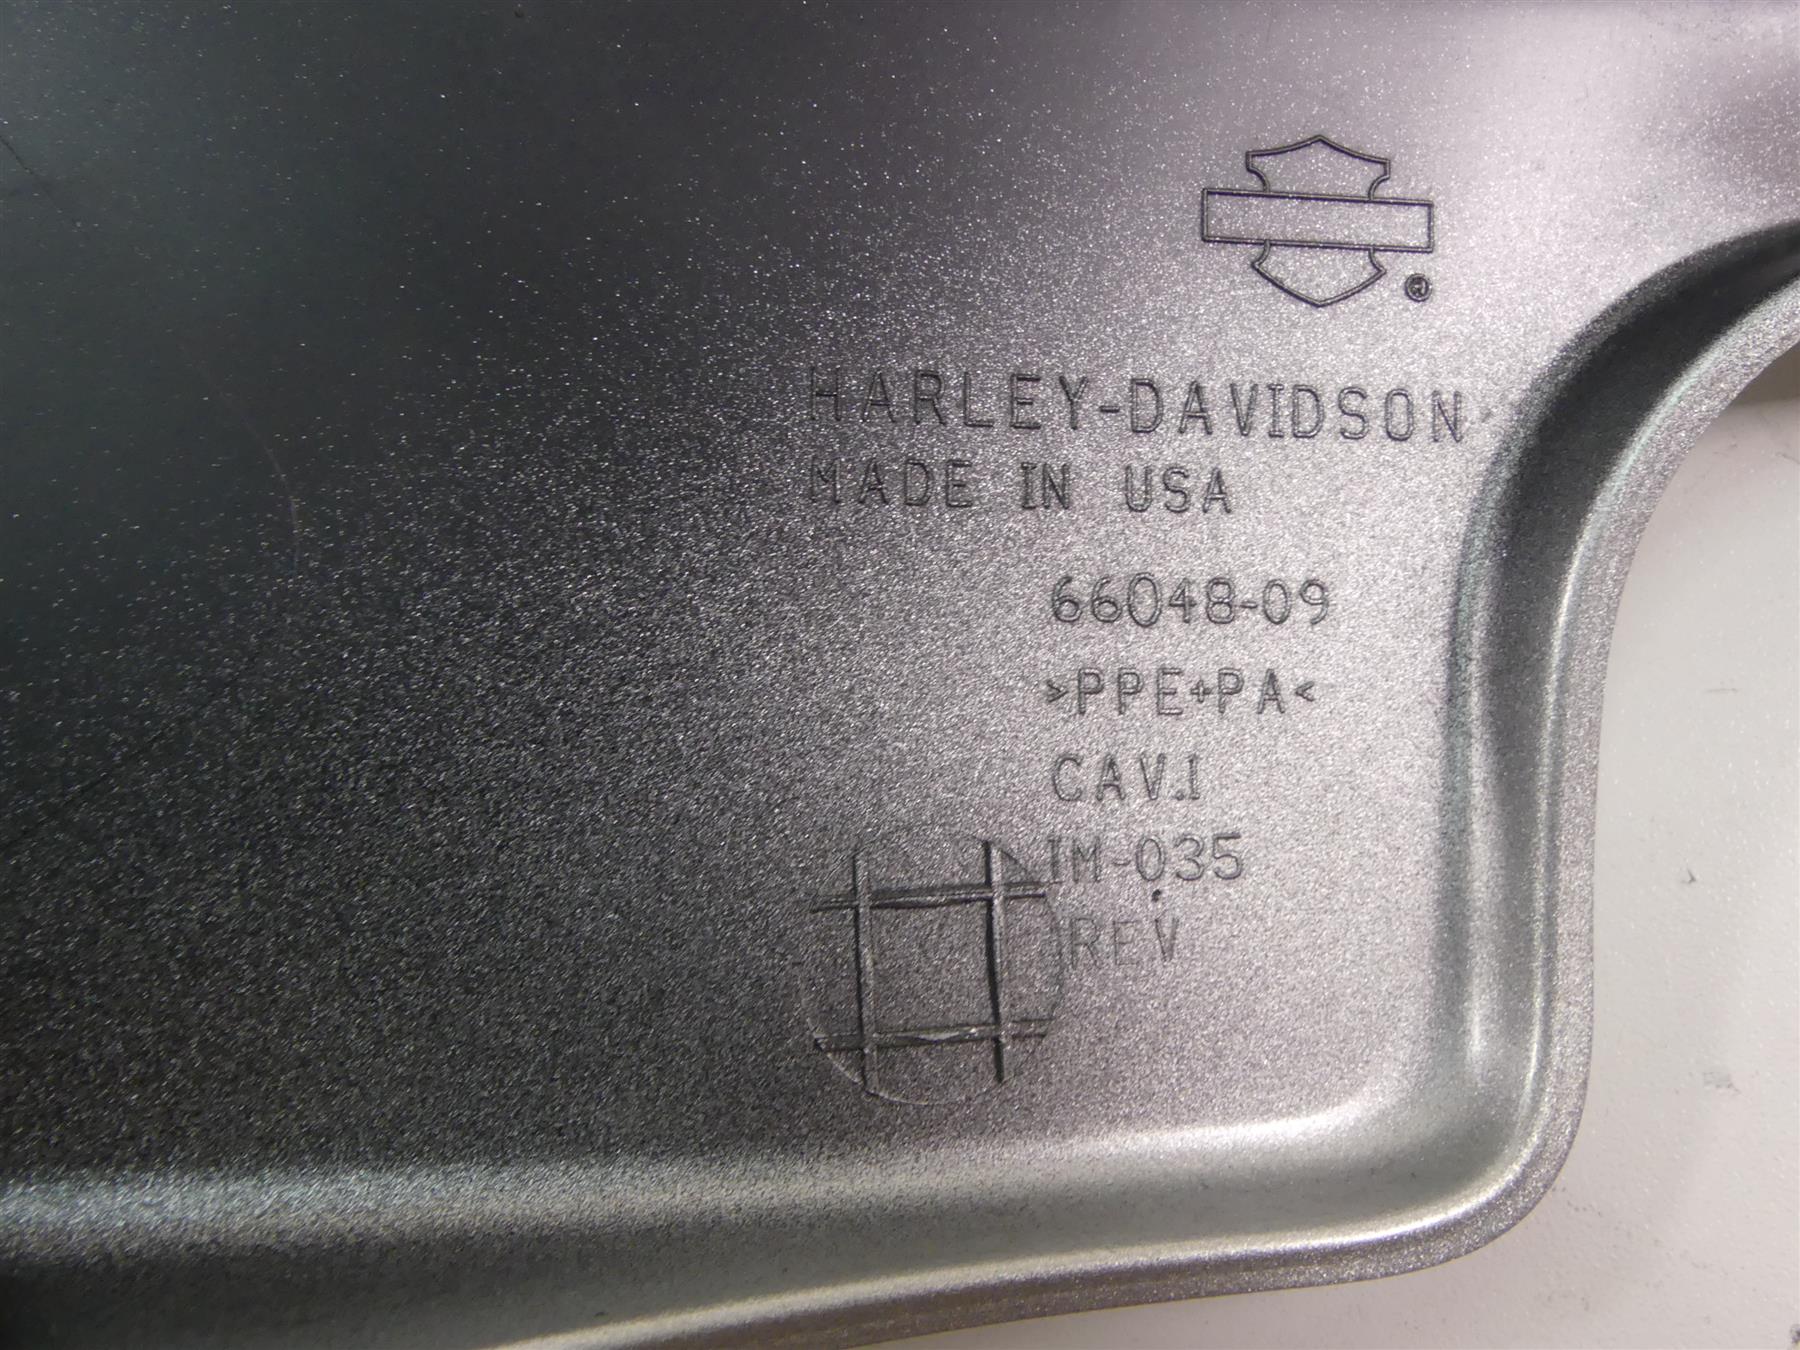 ®
HARLEY-DAVIDSON
MADE IN USA
66048-09
>PPE+PA<
CAV.1
IM-035
REV